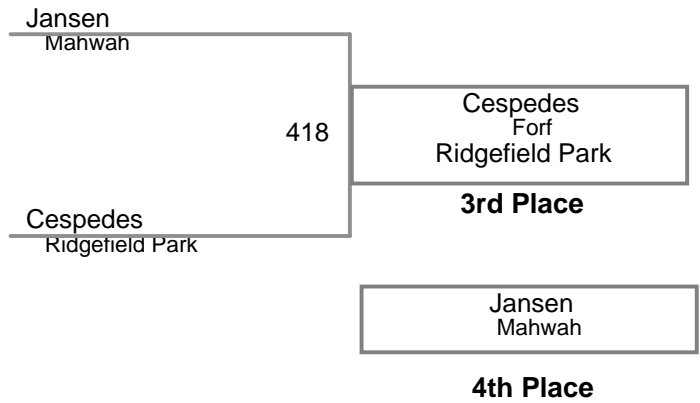 Jansen
Mahwah
418
Cespedes
Forf
Ridgefield Park
3rd Place
Cespedes
Ridgefield Park
Jansen
Mahwah
4th Place